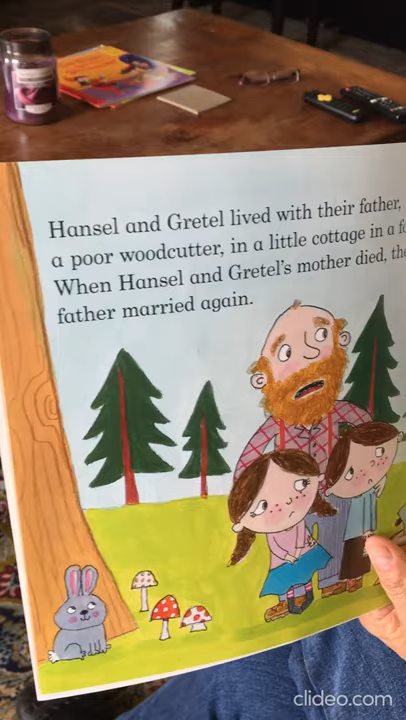 Hansel and Gretel lived with their father,
a poor woodcutter, in a little cottage in a
When Hansel and Gretel's mother died,
father married again.
clideo.com